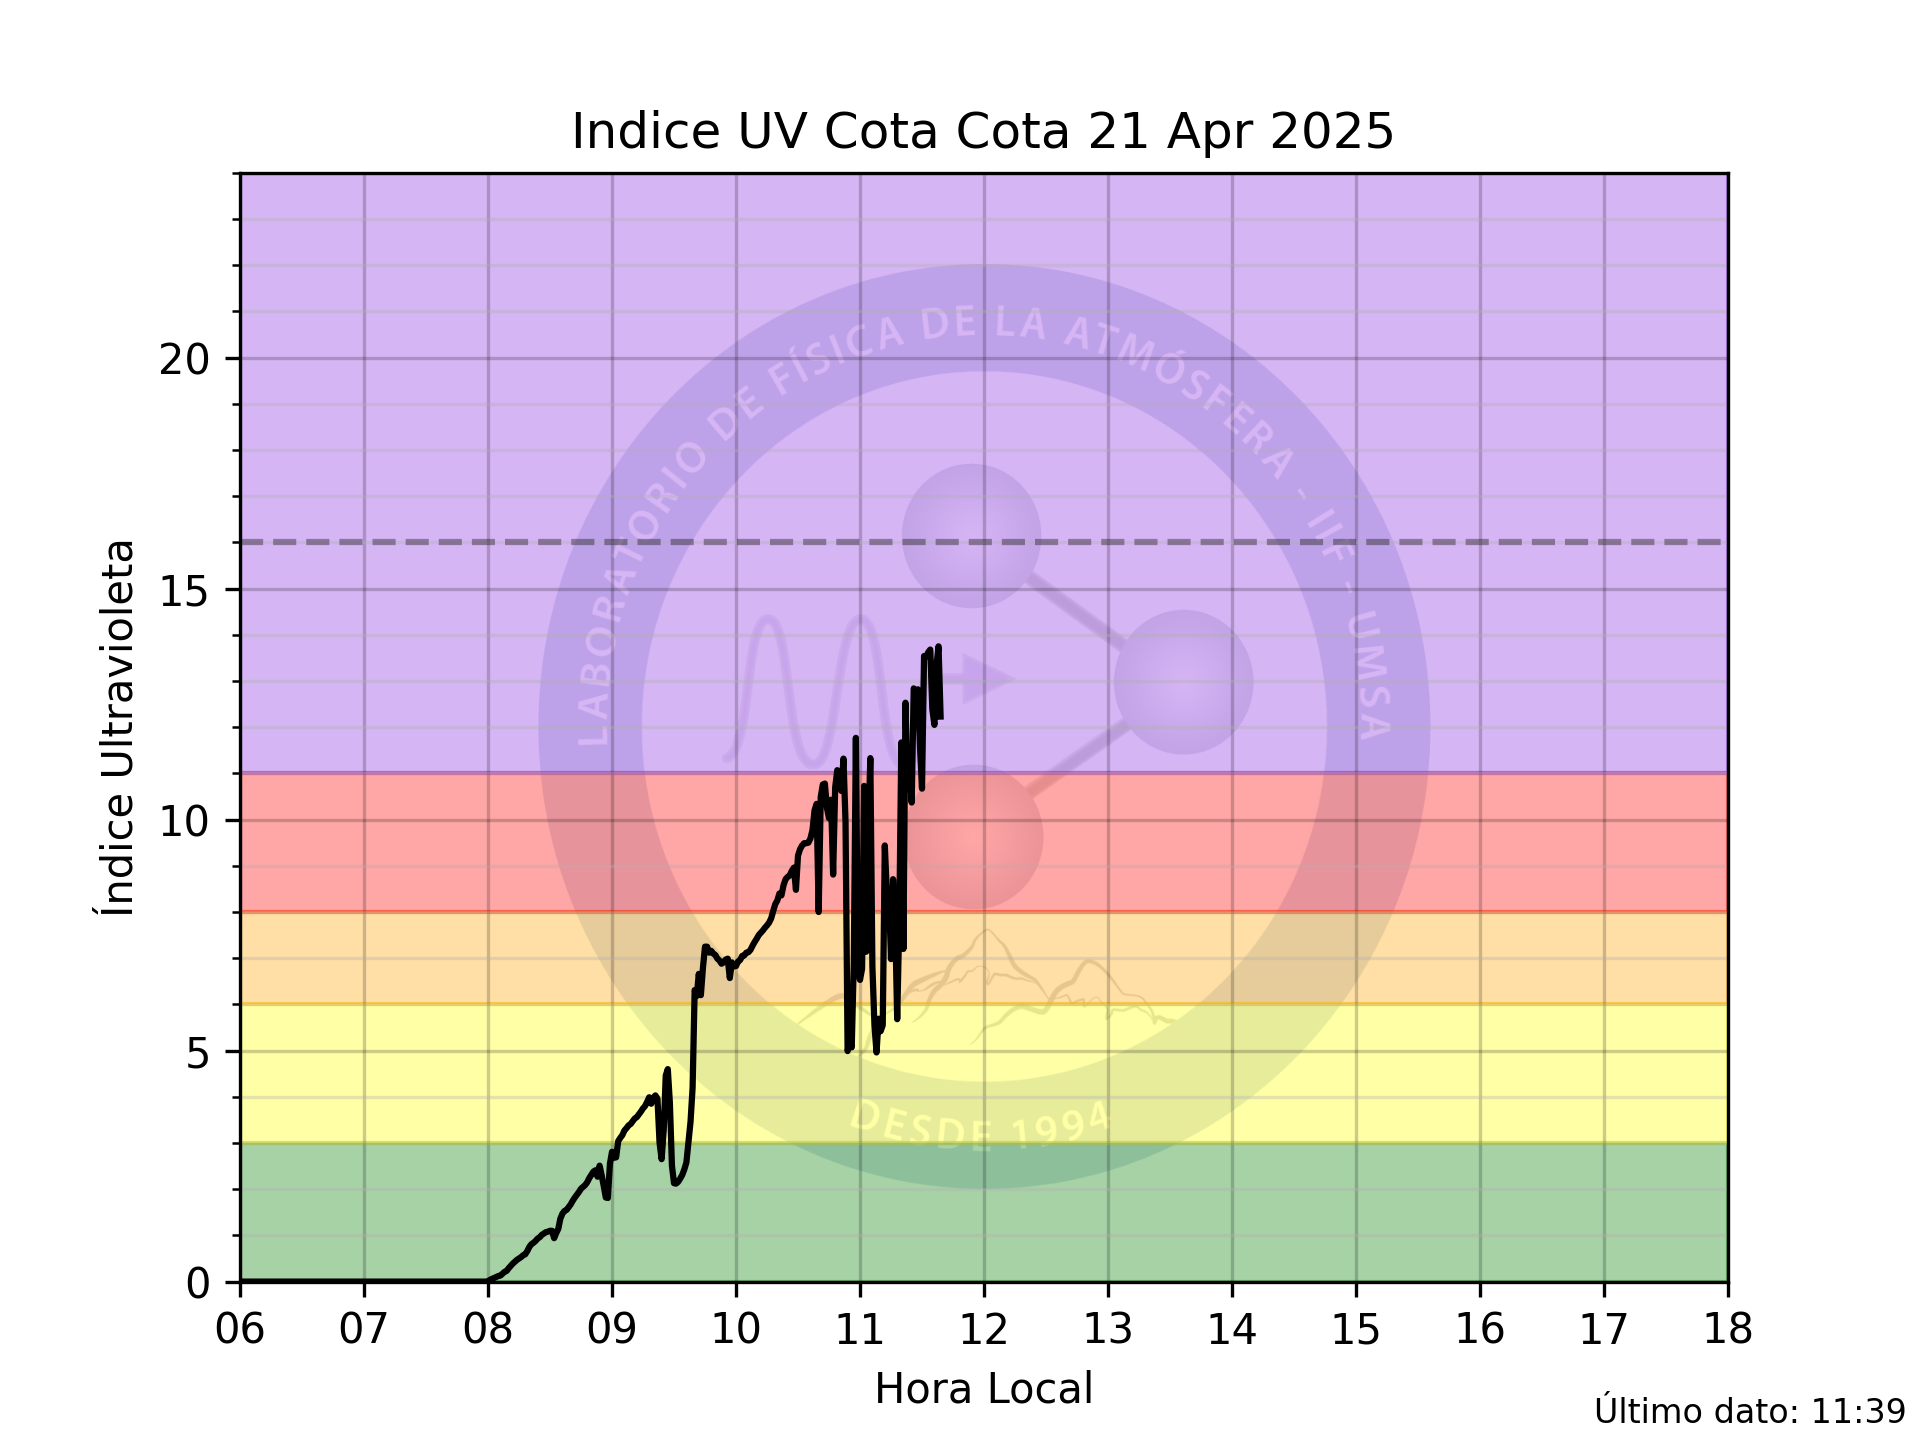 Indice UV Cota Cota 21 Apr 2025
Índice Ultravioleta
20
15
10
5
0
LABORATORIO DE FÍSICA DE LA ATMÓSFERA - IIF - UMSA
DESDE 1994
06 07 08 09 10 11 12 13 14 15 16 17 18
Hora Local
Último dato: 11:39